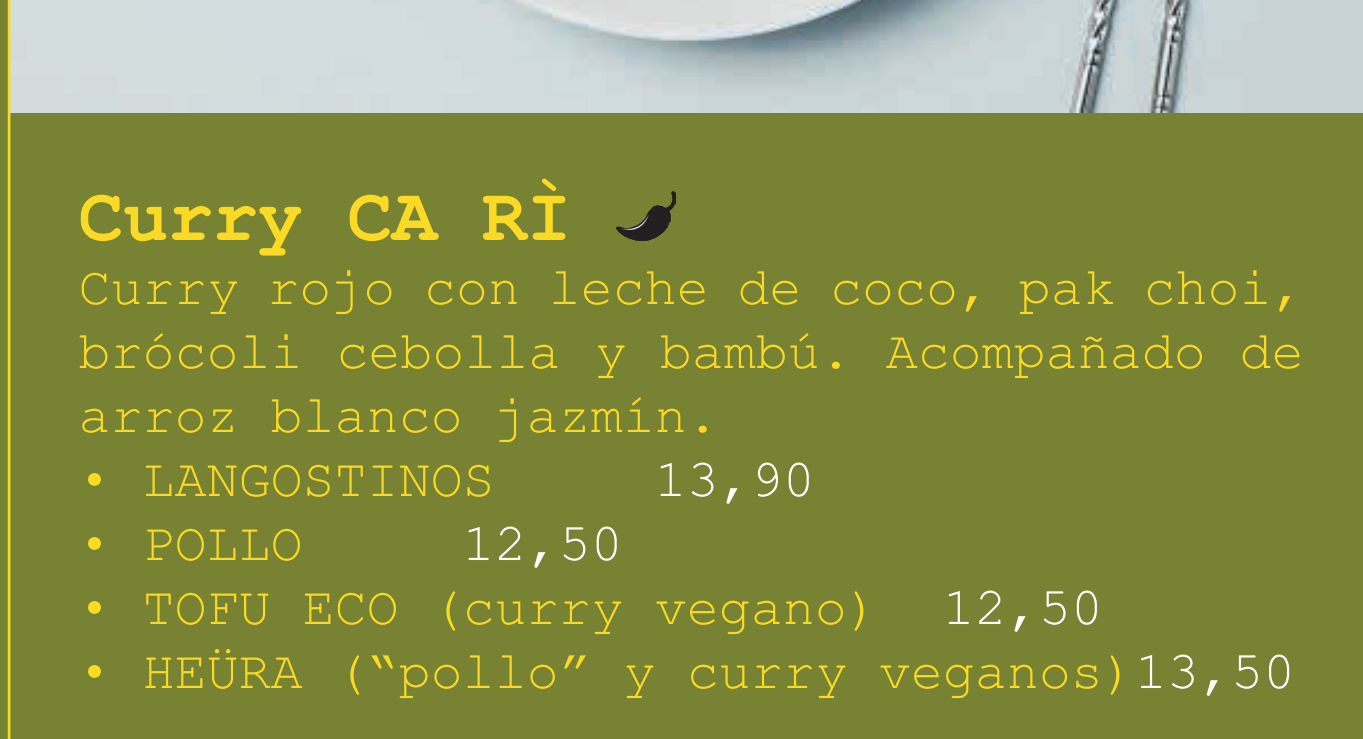 Curry CA RÌ
Curry rojo con leche de coco, pak choi,
brócoli cebolla y bambú. Acompañado de
arroz blanco jazmín.
• LANGOSTINOS 13,90
• POLLO 12,50
• TOFU ECO (curry vegano) 12,50
• HEÜRA (“pollo” y curry veganos)13,50